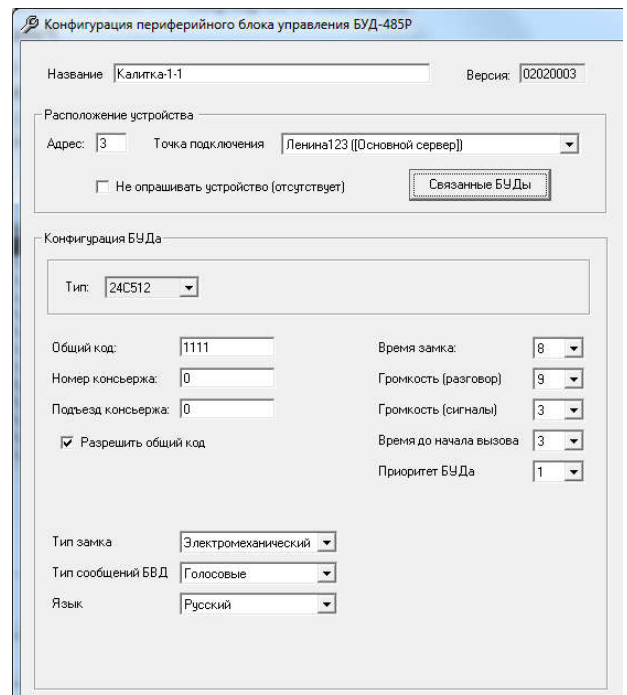 Конфигурация периферийного блока управления БУД-485Р
Название Калитка-1-1 Версия: 02020003
Расположение устройства
Адрес: 3 Точка подключения Ленина123 ([Основной сервер])
Не опрашивать устройство (отсутствует) Связанные БУДы
Конфигурация БУДа
Тип: 24C512
Общий код: 1111 Время замка: 8
Номер консьержа: 0 Громкость (разговор) 9
Подъезд консьержа: 0 Громкость (сигналы) 3
Разрешить общий код Время до начала вызова 3
Приоритет БУДа 1
Тип замка Электромеханический
Тип сообщений БВД Голосовые
Язык Русский